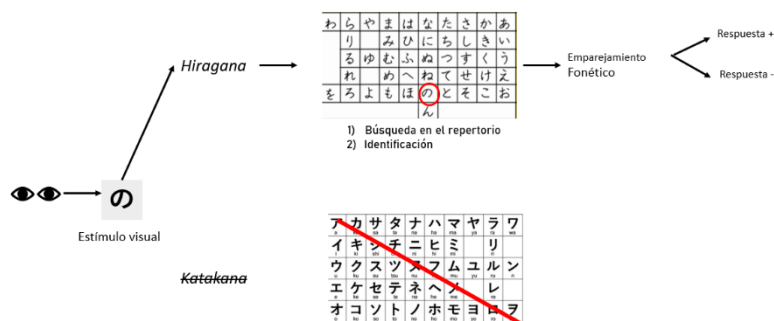 Hiragana
わ ら や ま は な た さ か あ
り み ひ に ち し き い
る ゆ む ふ ぬ つ す く う
れ め へ ね て せ け え
を ろ よ も ほ の と そ こ お
ん
1) Búsqueda en el repertorio
2) Identificación
Emparejamiento
Fonético
Respuesta +
Respuesta -
の
Estímulo visual
Katakana
ア カ サ タ ナ ハ マ ヤ ラ ワ
イ キ シ チ ニ ヒ ミ リ
ウ ク ス ツ ヌ フ ム ユ ル ン
エ ケ セ テ ネ ヘ メ レ
オ コ ソ ト ノ ホ モ ヨ ロ ヲ